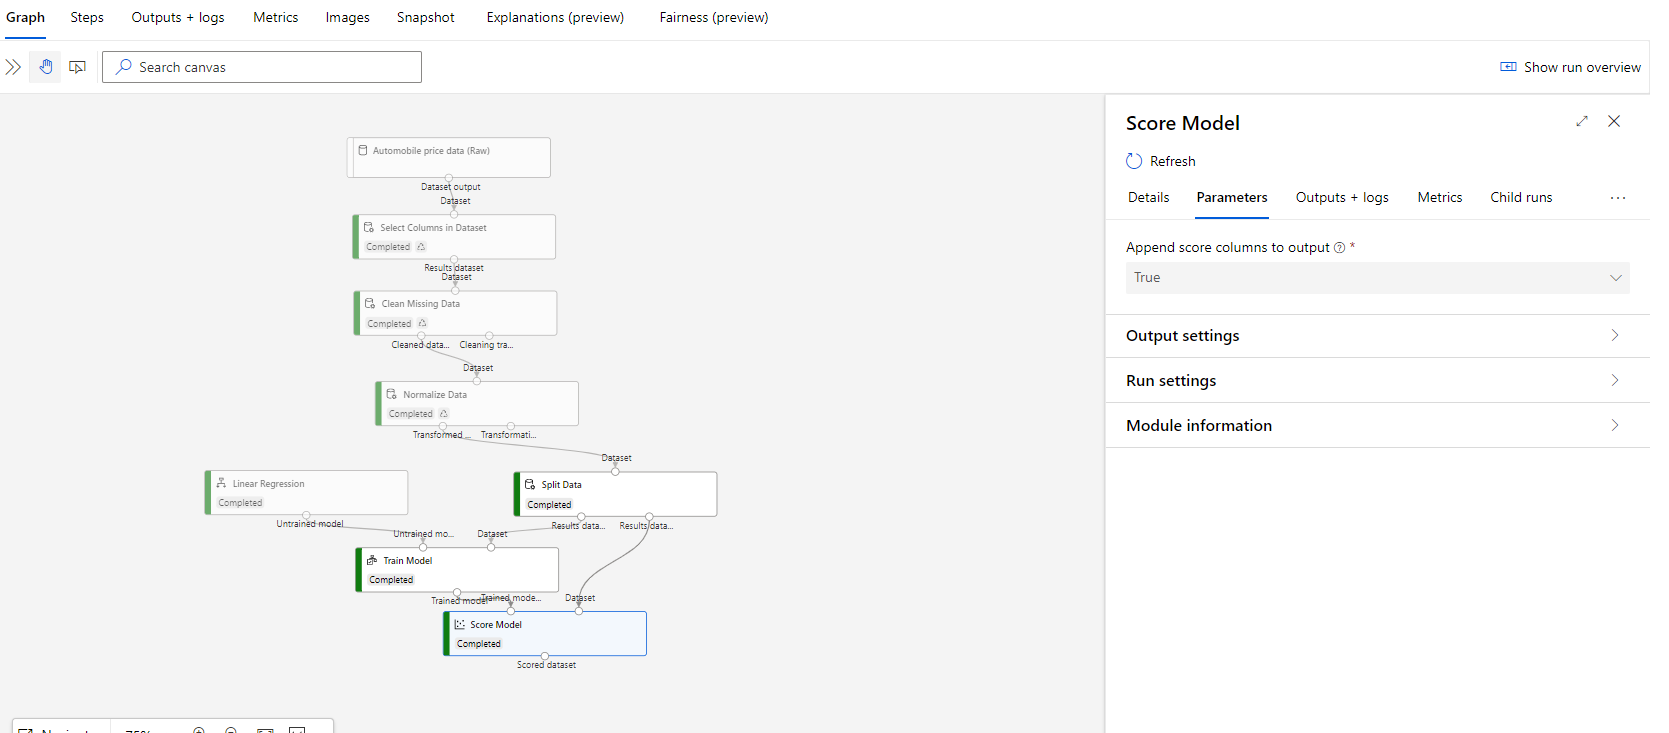 Graph Steps Outputs + logs Metrics Images Snapshot Explanations (preview) Fairness (preview)
Search canvas
Show run overview
Automobile price data (Raw)
Dataset output
Dataset
Select Columns in Dataset
Completed
Results dataset
Dataset
Clean Missing Data
Completed
Cleaned data... Cleaning tra...
Dataset
Normalize Data
Completed
Transformed ... Transformati...
Dataset
Linear Regression
Completed
Untrained model
Split Data
Completed
Results data... Results data...
Untrained mo... Dataset
Train Model
Completed
Trained model Trained mode... Dataset
Score Model
Completed
Scored dataset
75%
Score Model
Refresh
Details Parameters Outputs + logs Metrics Child runs ...
Append score columns to output *
True
Output settings
Run settings
Module information